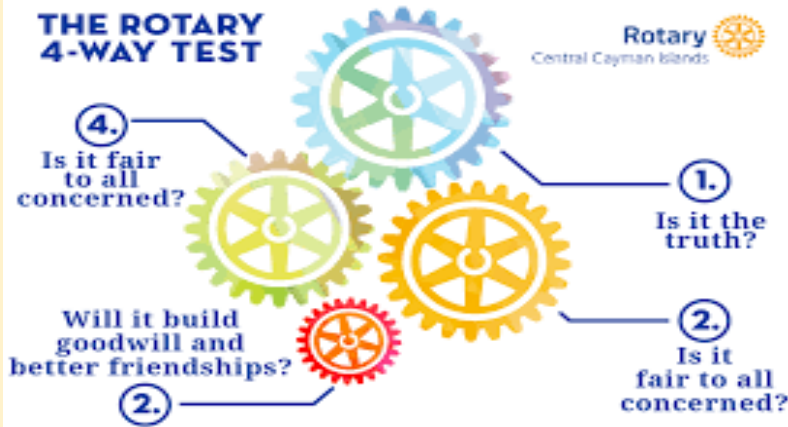 THE ROTARY
4-WAY TEST
Rotary
Central Cayman Islands
1.
Is it the
truth?
2.
Is it
fair to all
concerned?
Will it build
goodwill and
better friendships?
2.
4.
Is it fair
to all
concerned?